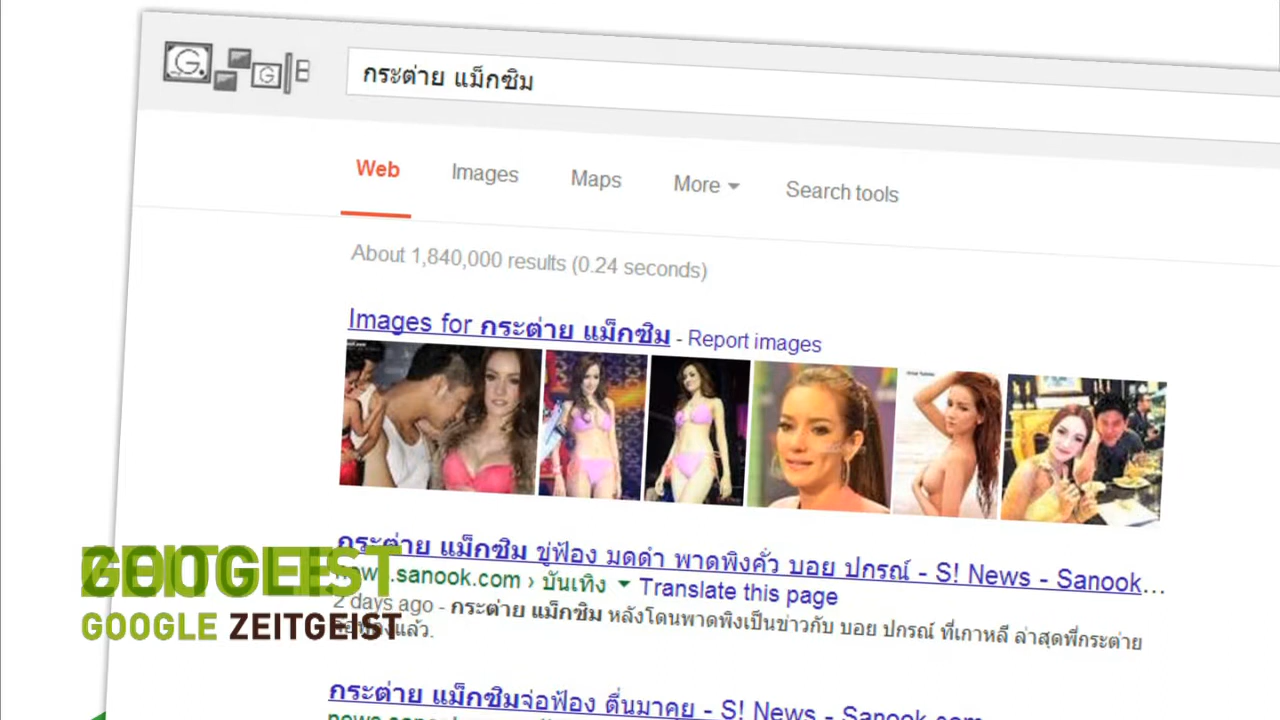 กระต่าย แม็กซิม
Web Images Maps More Search tools
About 1,840,000 results (0.24 seconds)
Images for กระต่าย แม็กซิม - Report images
กระต่าย แม็กซิม ขู่ฟ้อง มดดำ พาดพิงคั่ว บอย ปกรณ์ - S! News - Sanook...
news.sanook.com › บันเทิง Translate this page
2 days ago - กระต่าย แม็กซิม หลังโดนพาดพิงเป็นข่าวกับ บอย ปกรณ์ ที่เกาหลี ล่าสุดพี่กระต่าย
แล้ว.
ZEITGEIST
GOOGLE ZEITGEIST
กระต่าย แม็กซิมจ่อฟ้อง ตื่นมาคุย - S! News - Sanook.com